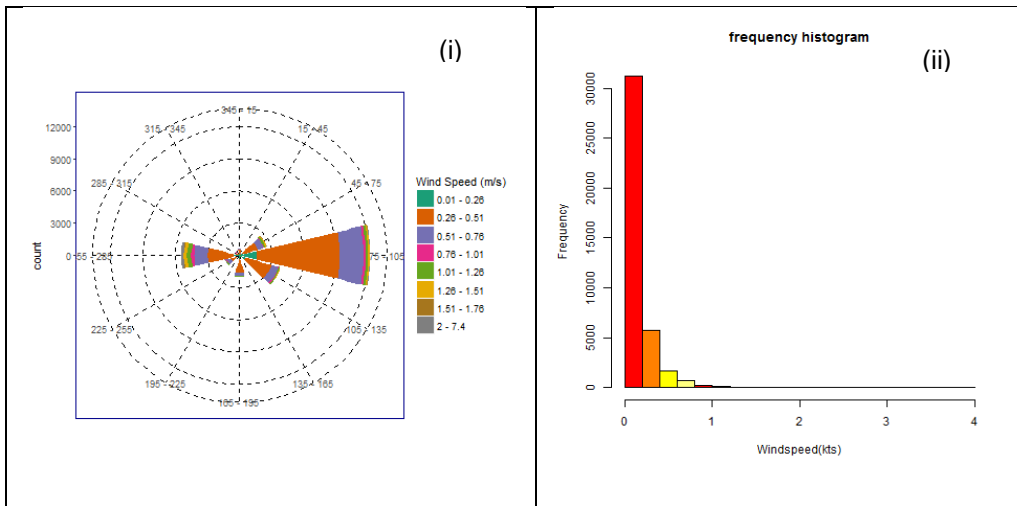 (i)
345 - 15
12000
315 - 345
15 - 45
9000
285 - 315
45 - 75
Wind Speed (m/s)
0.01 - 0.26
6000
0.26 - 0.51
3000
0.51 - 0.76
0
75 - 105
0.76 - 1.01
1.01 - 1.26
1.26 - 1.51
1.51 - 1.76
2 - 7.4
count
225 - 255
105 - 135
195 - 225
135 - 165
165 - 195
frequency histogram
(ii)
30000
25000
20000
15000
10000
5000
0
Frequency
0 1 2 3 4
Windspeed(kts)